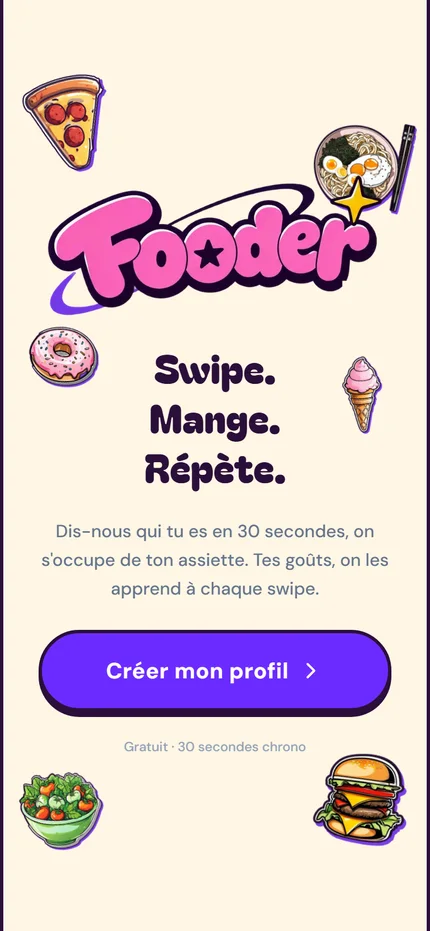 Fooder
Swipe.
Mange.
Répète.
Dis-nous qui tu es en 30 secondes, on
s'occupe de ton assiette. Tes goûts, on les
apprend à chaque swipe.
Créer mon profil
Gratuit · 30 secondes chrono